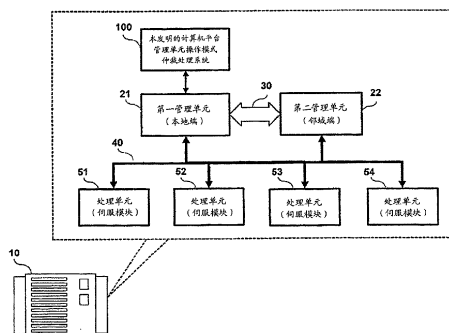 100
本发明的计算机平台
管理单元操作模式
仲裁处理系统
21
30
22
第一管理单元
(本地端)
第二管理单元
(邻域端)
40
51
52
53
54
处理单元
(伺服模块)
处理单元
(伺服模块)
处理单元
(伺服模块)
处理单元
(伺服模块)
10